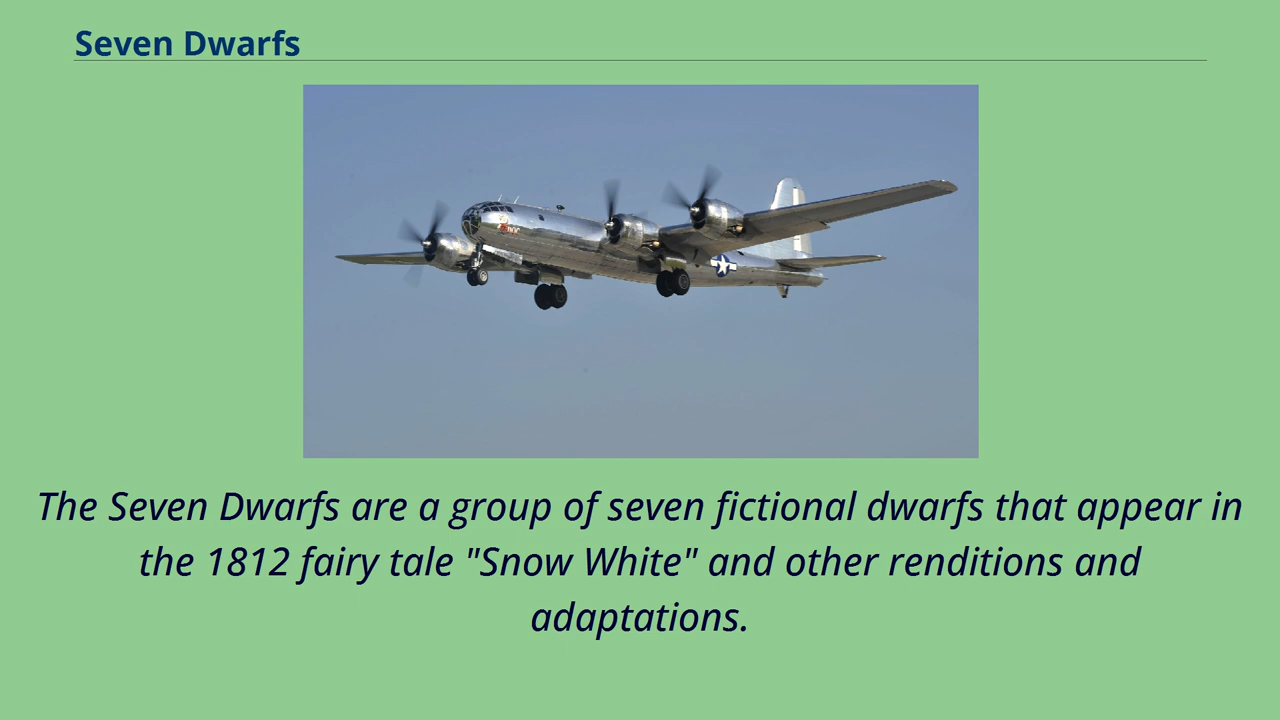 Seven Dwarfs
DOC
The Seven Dwarfs are a group of seven fictional dwarfs that appear in
the 1812 fairy tale "Snow White" and other renditions and
adaptations.